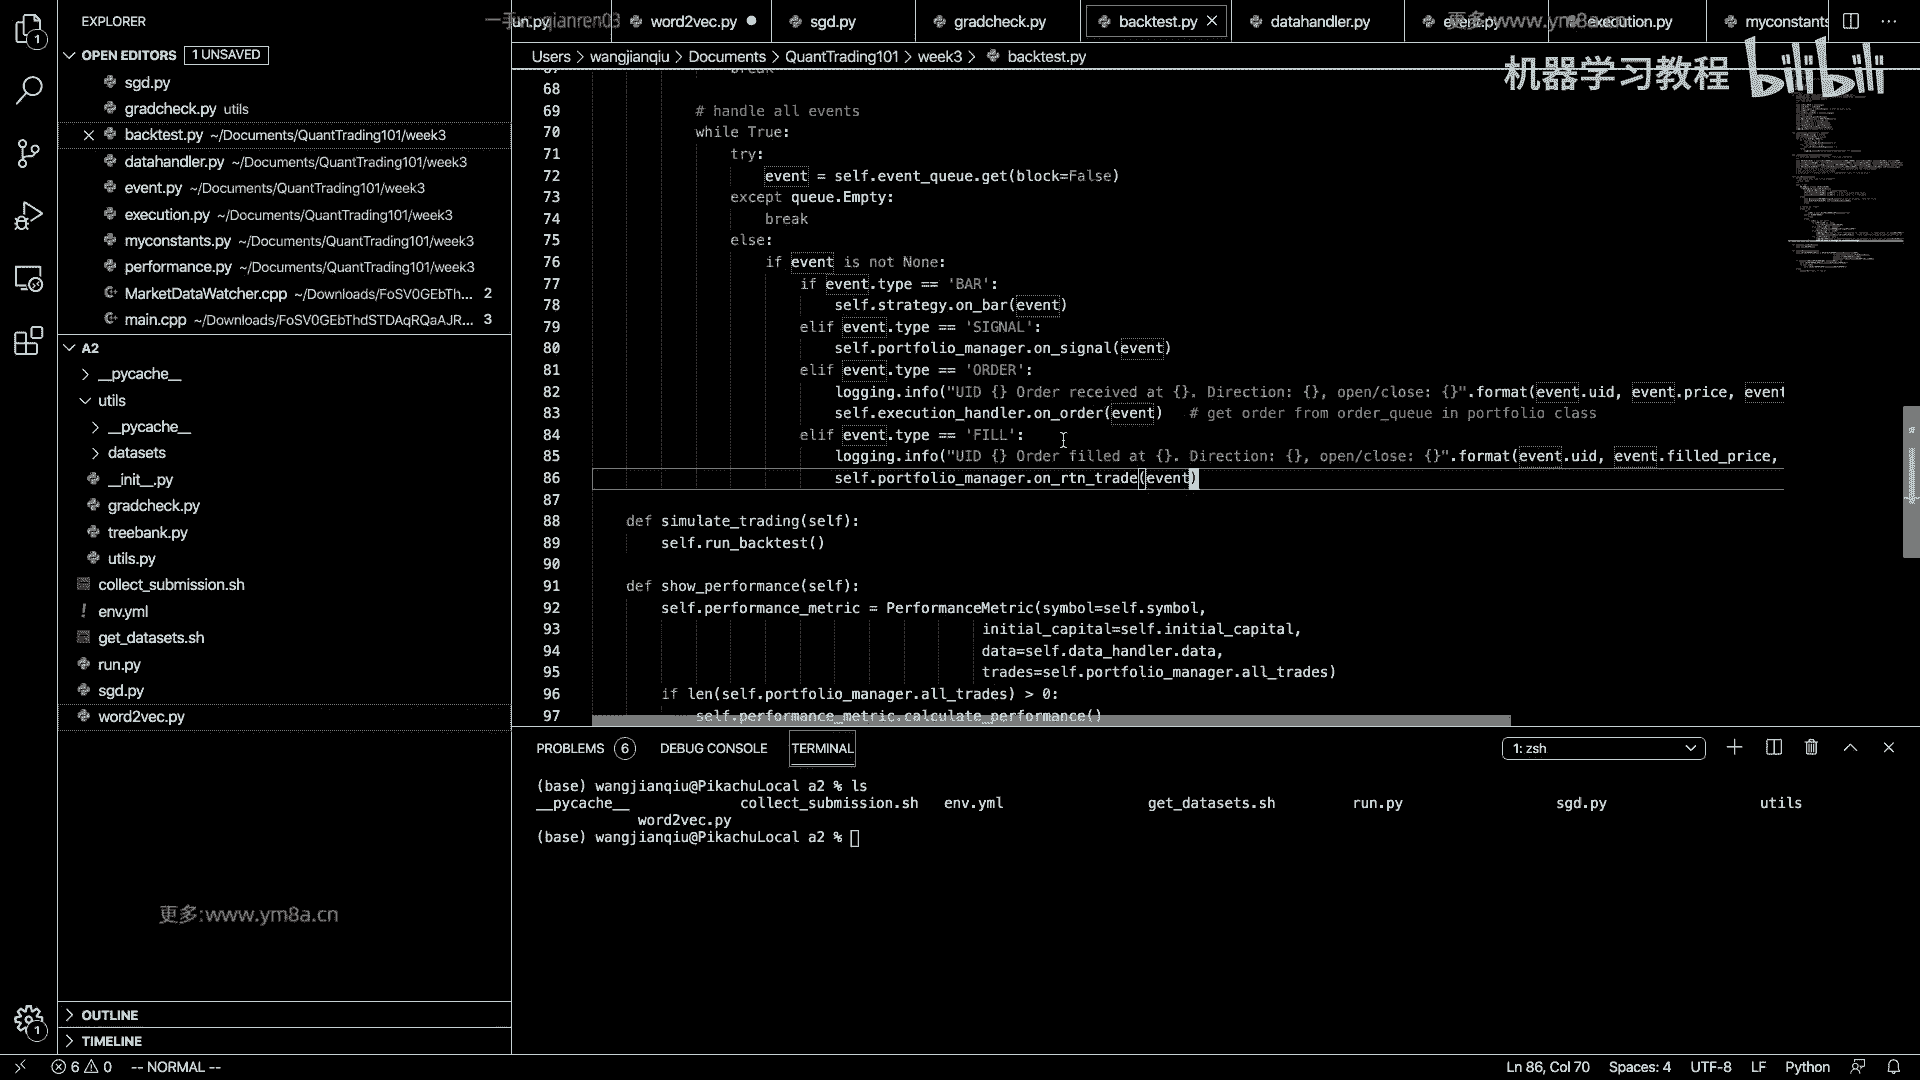 EXPLORER
OPEN EDITORS 1 UNSAVED
sgd.py
gradcheck.py utils
backtest.py ~/Documents/QuantTrading101/week3
datahandler.py ~/Documents/QuantTrading101/week3
event.py ~/Documents/QuantTrading101/week3
execution.py ~/Documents/QuantTrading101/week3
myconstants.py ~/Documents/QuantTrading101/week3
performance.py ~/Documents/QuantTrading101/week3
MarketDataWatcher.cpp ~/Downloads/FoSV0GEbTh... 2
main.cpp ~/Downloads/FoSV0GEbThdSTDAqRQaAJR... 3
A2
__pycache__
utils
__pycache__
datasets
__init__.py
gradcheck.py
treebank.py
utils.py
collect_submission.sh
env.yml
get_datasets.sh
run.py
sgd.py
word2vec.py
更多:www.ym8a.cn
OUTLINE
TIMELINE
run.py word2vec.py sgd.py gradcheck.py backtest.py datahandler.py event.py execution.py myconstants
更多:www.ym8a.cn
Users > wangjianqiu > Documents > QuantTrading101 > week3 > backtest.py
机器学习教程 bilibili
67 break
68
69 # handle all events
70 while True:
71 try:
72 event = self.event_queue.get(block=False)
73 except queue.Empty:
74 break
75 else:
76 if event is not None:
77 if event.type == 'BAR':
78 self.strategy.on_bar(event)
79 elif event.type == 'SIGNAL':
80 self.portfolio_manager.on_signal(event)
81 elif event.type == 'ORDER':
82 logging.info("UID {} Order received at {}. Direction: {}, open/close: {}".format(event.uid, event.price, event
83 self.execution_handler.on_order(event) # get order from order_queue in portfolio class
84 elif event.type == 'FILL':
85 logging.info("UID {} Order filled at {}. Direction: {}, open/close: {}".format(event.uid, event.filled_price,
86 self.portfolio_manager.on_rtn_trade(event)
87
88 def simulate_trading(self):
89 self.run_backtest()
90
91 def show_performance(self):
92 self.performance_metric = PerformanceMetric(symbol=self.symbol,
93 initial_capital=self.initial_capital,
94 data=self.data_handler.data,
95 trades=self.portfolio_manager.all_trades)
96 if len(self.portfolio_manager.all_trades) > 0:
97 self.performance_metric.calculate_performance()
PROBLEMS 6 DEBUG CONSOLE TERMINAL 1: zsh
(base) wangjianqiu@PikachuLocal a2 % ls
__pycache__ collect_submission.sh env.yml get_datasets.sh run.py sgd.py utils
word2vec.py
(base) wangjianqiu@PikachuLocal a2 %
6 0 -- NORMAL -- Ln 86, Col 70 Spaces: 4 UTF-8 LF Python